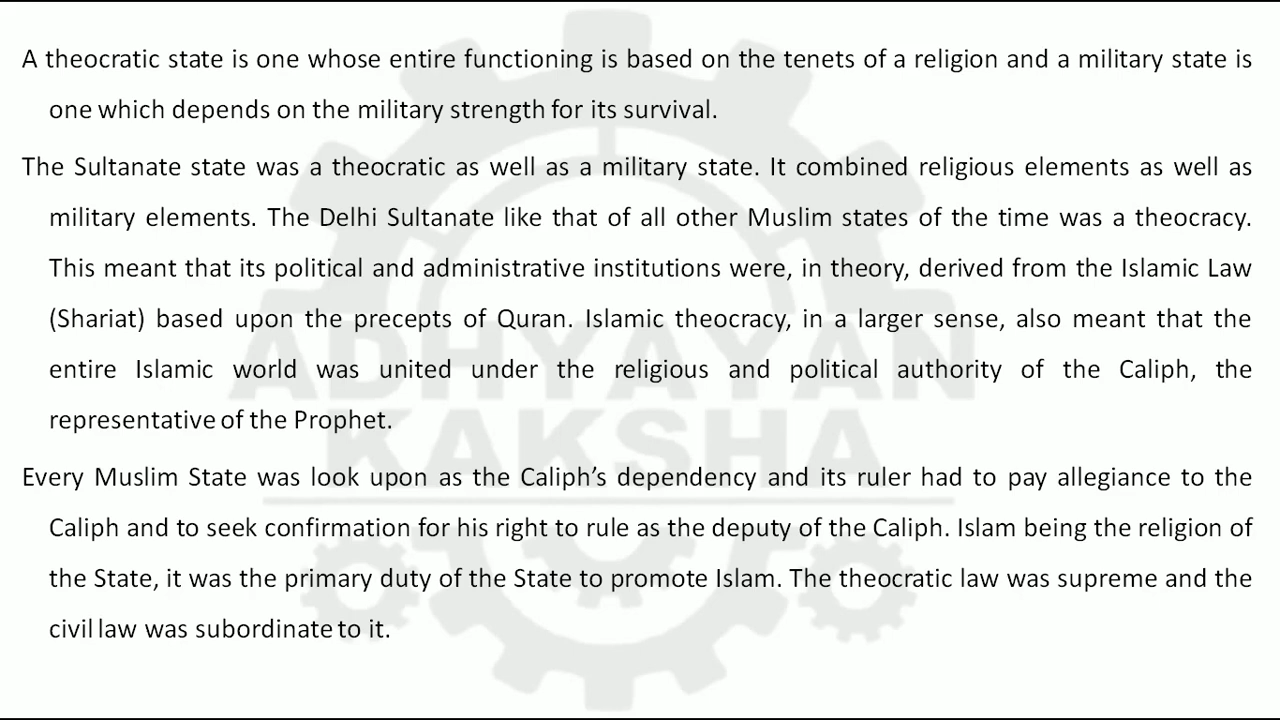 A theocratic state is one whose entire functioning is based on the tenets of a religion and a military state is
one which depends on the military strength for its survival.
The Sultanate state was a theocratic as well as a military state. It combined religious elements as well as
military elements. The Delhi Sultanate like that of all other Muslim states of the time was a theocracy.
This meant that its political and administrative institutions were, in theory, derived from the Islamic Law
(Shariat) based upon the precepts of Quran. Islamic theocracy, in a larger sense, also meant that the
entire Islamic world was united under the religious and political authority of the Caliph, the
representative of the Prophet.
Every Muslim State was look upon as the Caliph’s dependency and its ruler had to pay allegiance to the
Caliph and to seek confirmation for his right to rule as the deputy of the Caliph. Islam being the religion of
the State, it was the primary duty of the State to promote Islam. The theocratic law was supreme and the
civil law was subordinate to it.
ADHYAYAN
KAKSHA